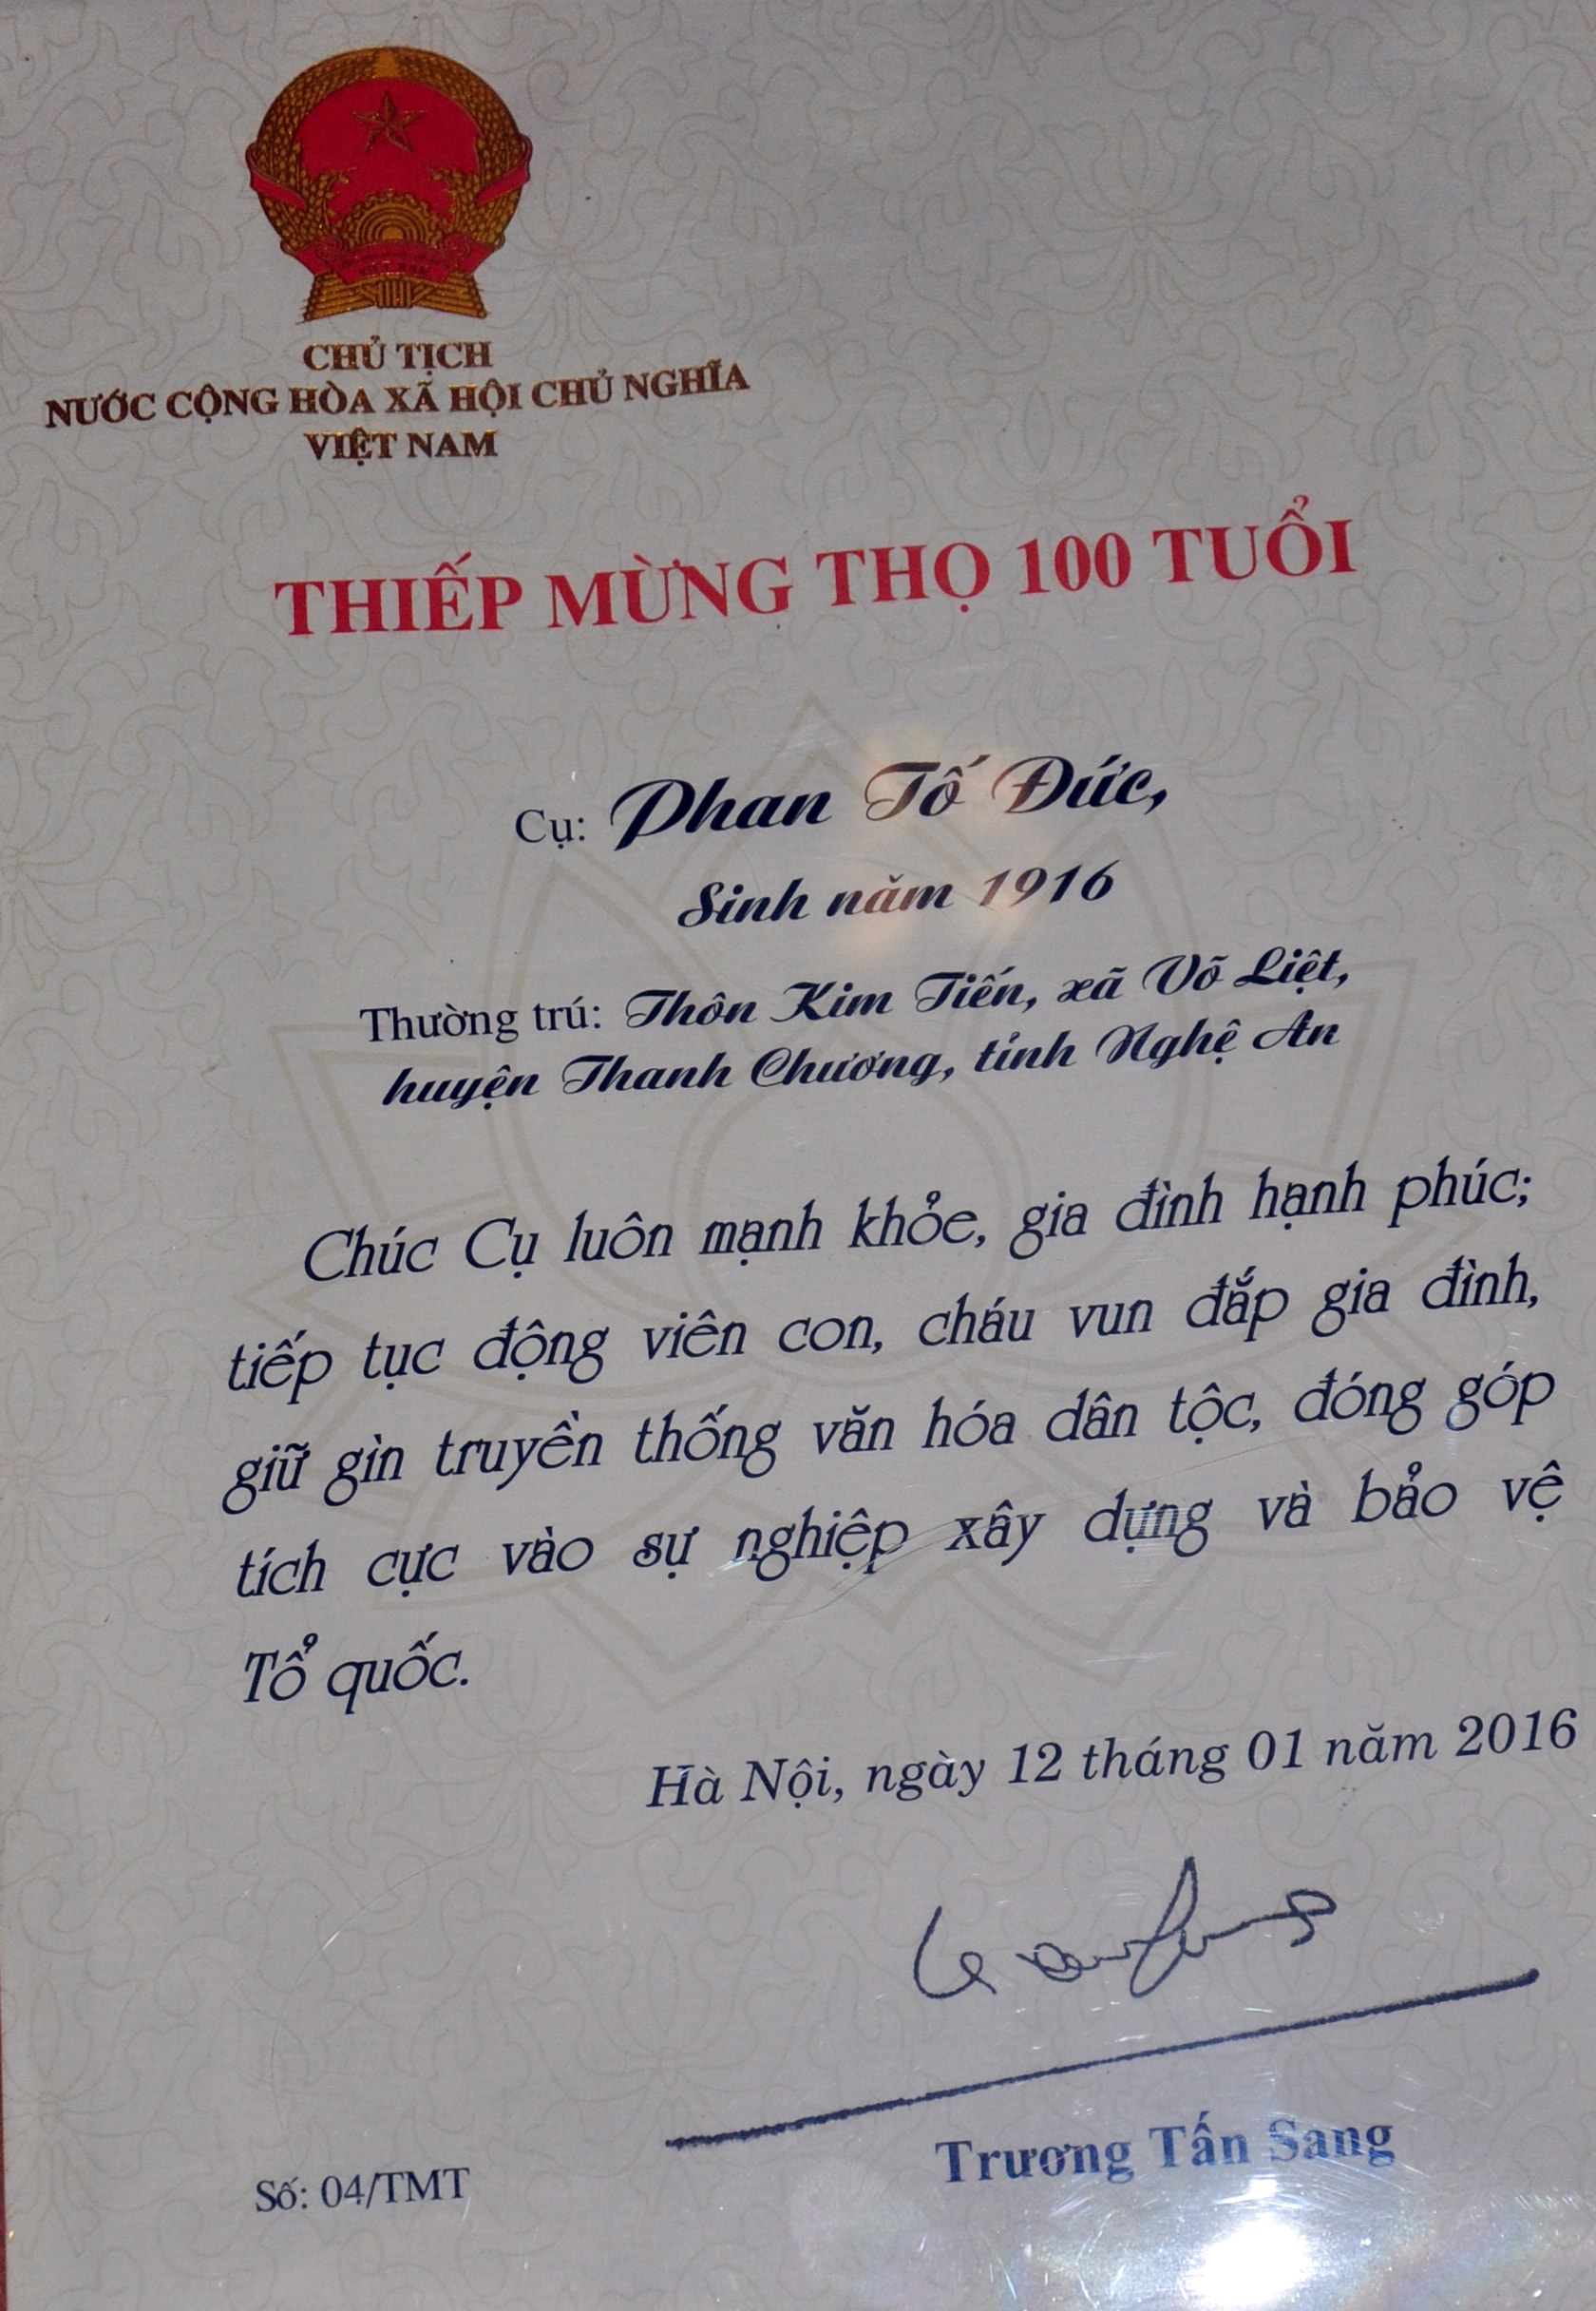 CHỦ TỊCH
NƯỚC CỘNG HÒA XÃ HỘI CHỦ NGHĨA
VIỆT NAM
THIẾP MỪNG THỌ 100 TUỔI
Cụ: Phan Tố Đức,
Sinh năm 1916
Thường trú: Thôn Kim Tiến, xã Võ Liệt,
huyện Thanh Chương, tỉnh Nghệ An
Chúc Cụ luôn mạnh khỏe, gia đình hạnh phúc;
tiếp tục động viên con, cháu vun đắp gia đình,
giữ gìn truyền thống văn hóa dân tộc, đóng góp
tích cực vào sự nghiệp xây dựng và bảo vệ
Tổ quốc.
Hà Nội, ngày 12 tháng 01 năm 2016
Trương Tấn Sang
Số: 04/TMT